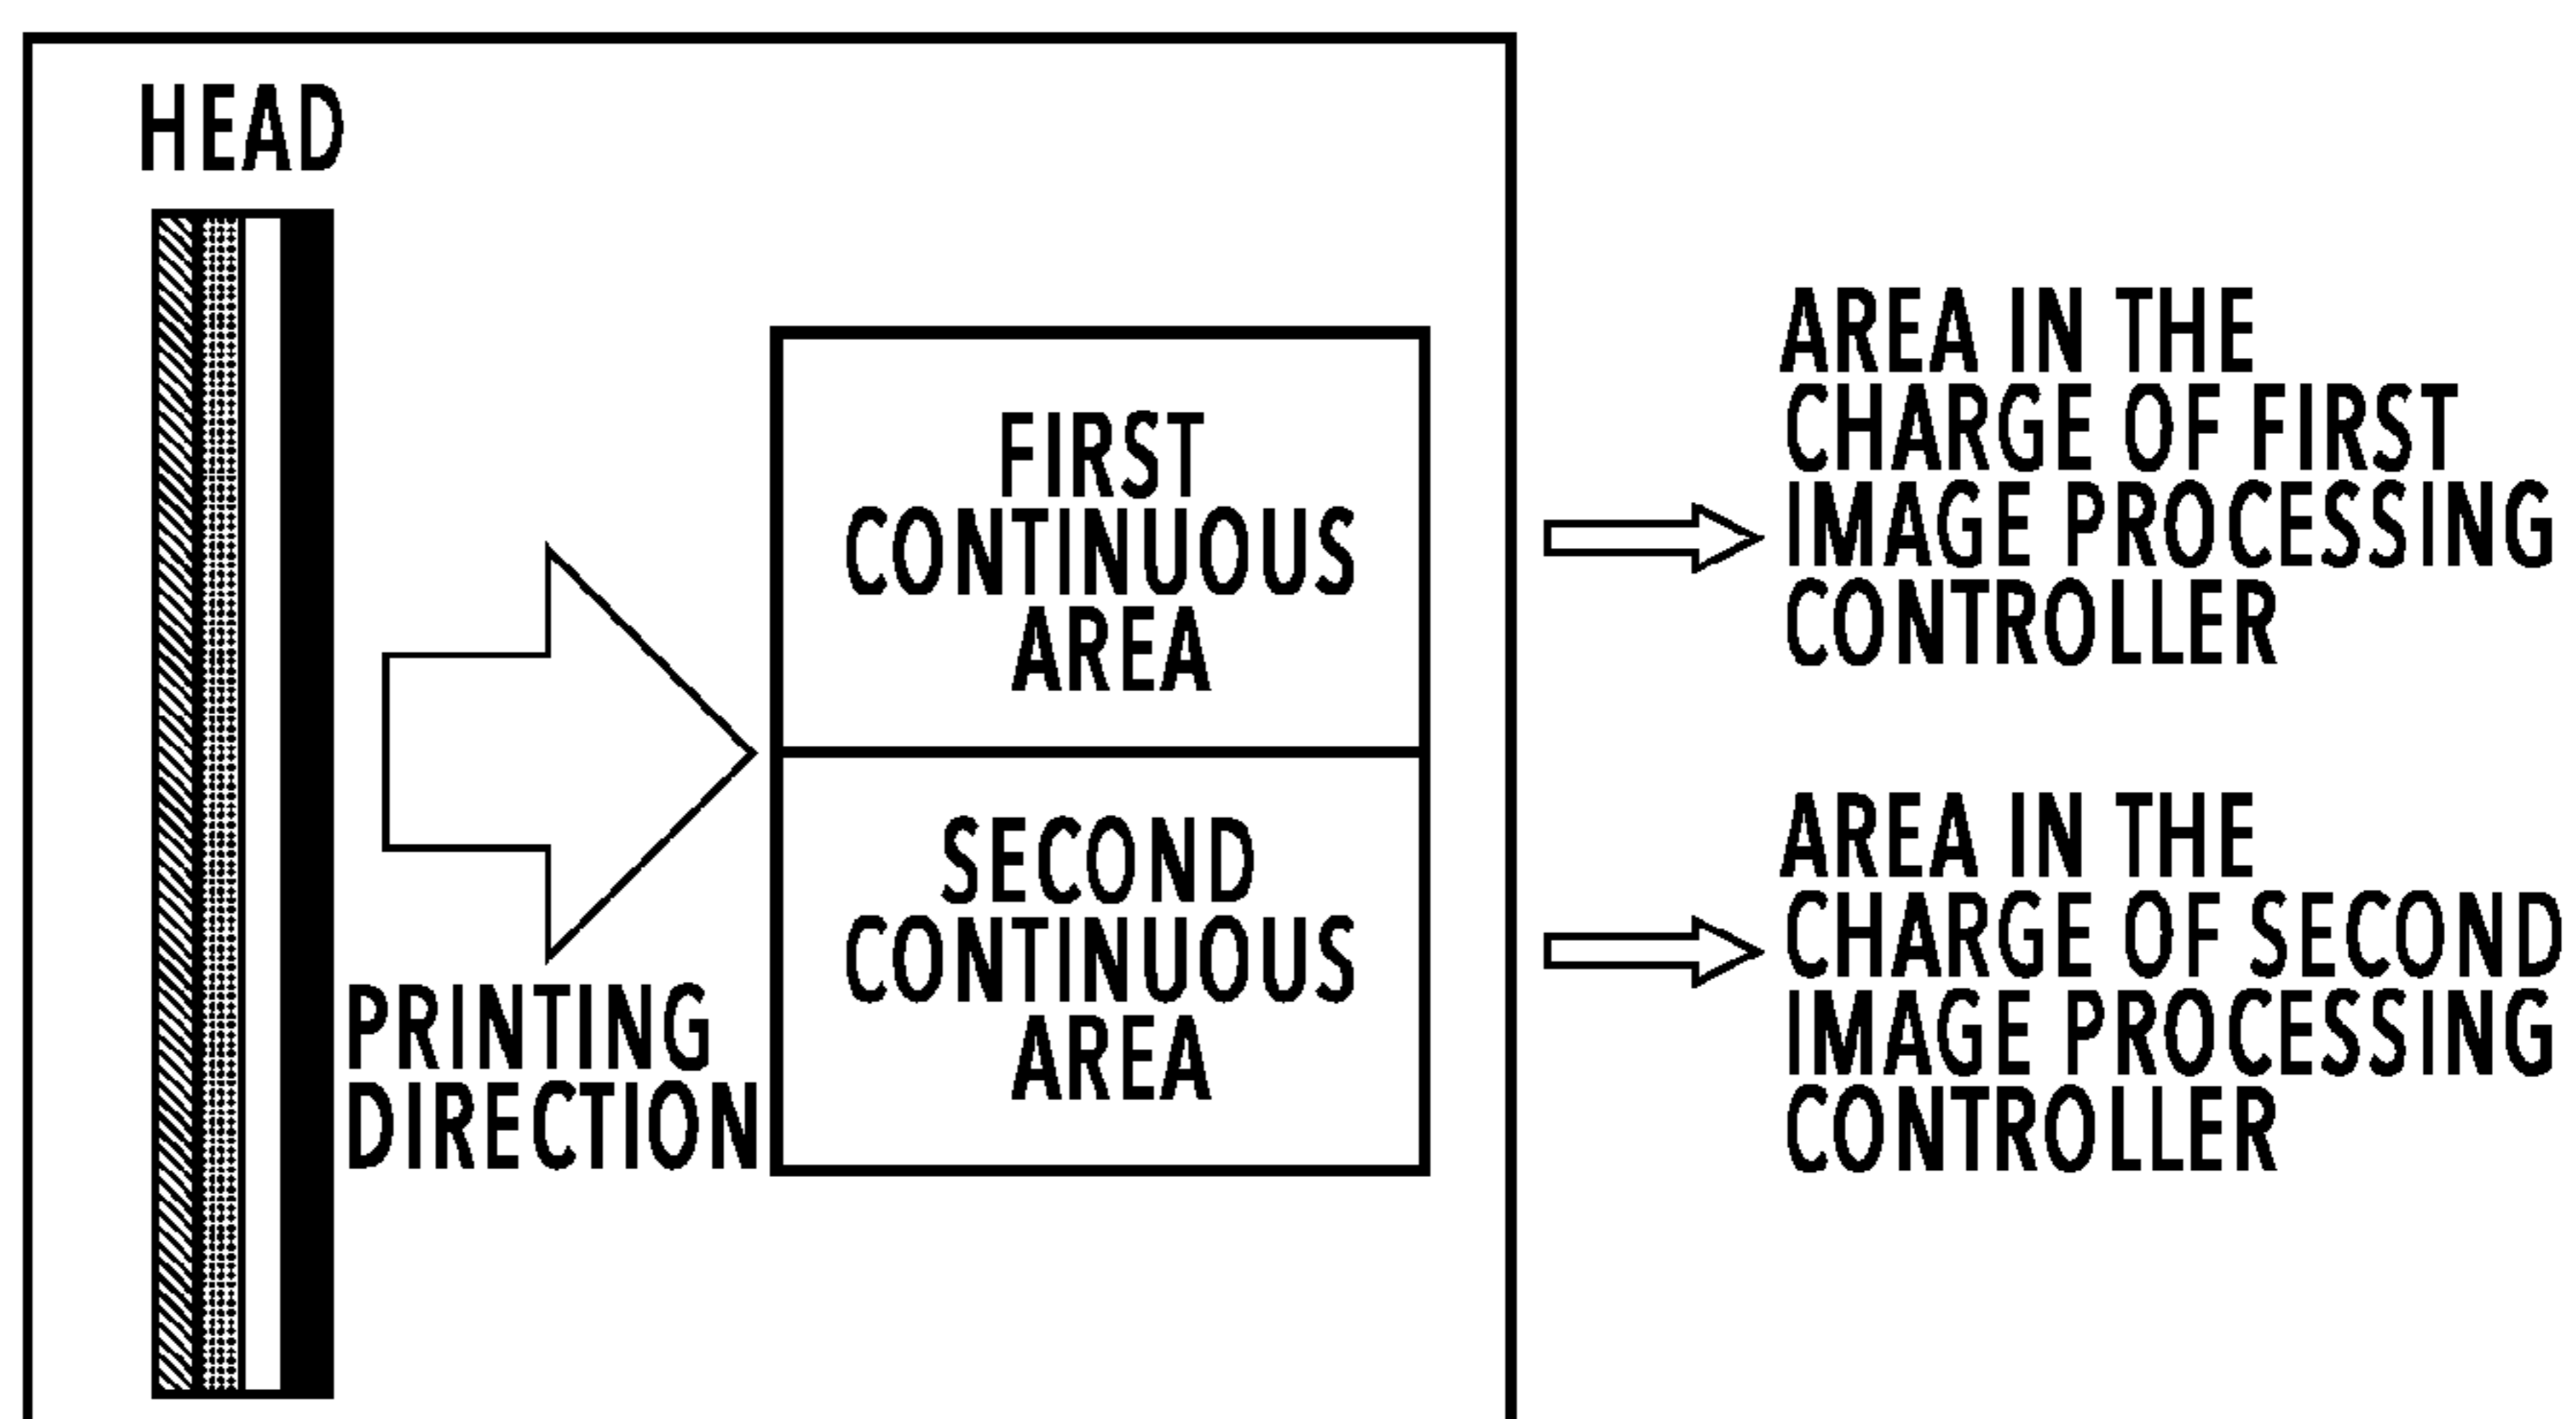 HEAD
PRINTING
DIRECTION
FIRST
CONTINUOUS
AREA
SECOND
CONTINUOUS
AREA
AREA IN THE
CHARGE OF FIRST
IMAGE PROCESSING
CONTROLLER
AREA IN THE
CHARGE OF SECOND
IMAGE PROCESSING
CONTROLLER